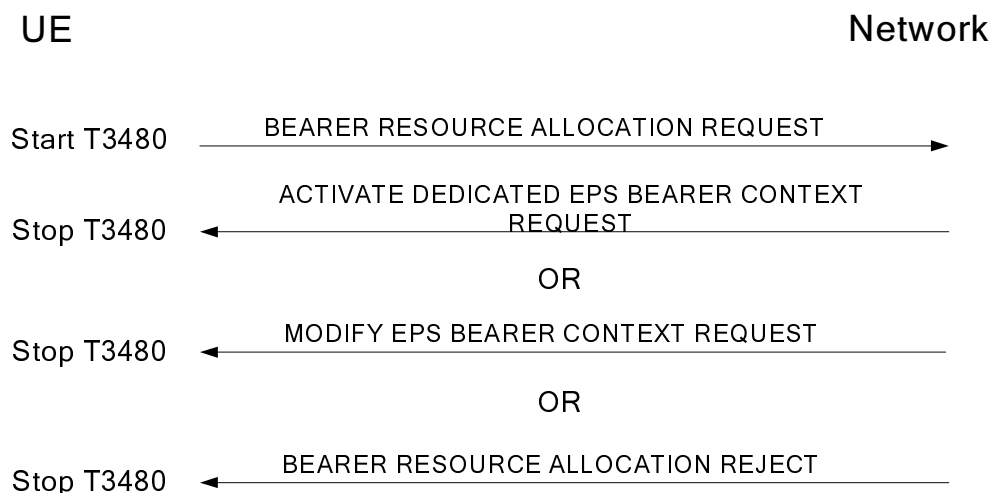 UE
Network
Start T3480
BEARER RESOURCE ALLOCATION REQUEST
ACTIVATE DEDICATED EPS BEARER CONTEXT
REQUEST
Stop T3480
OR
MODIFY EPS BEARER CONTEXT REQUEST
Stop T3480
OR
BEARER RESOURCE ALLOCATION REJECT
Stop T3480